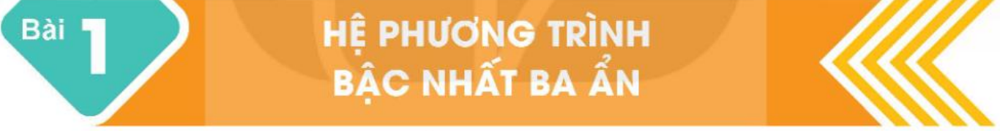 Bài 1
HỆ PHƯƠNG TRÌNH
BẬC NHẤT BA ẨN